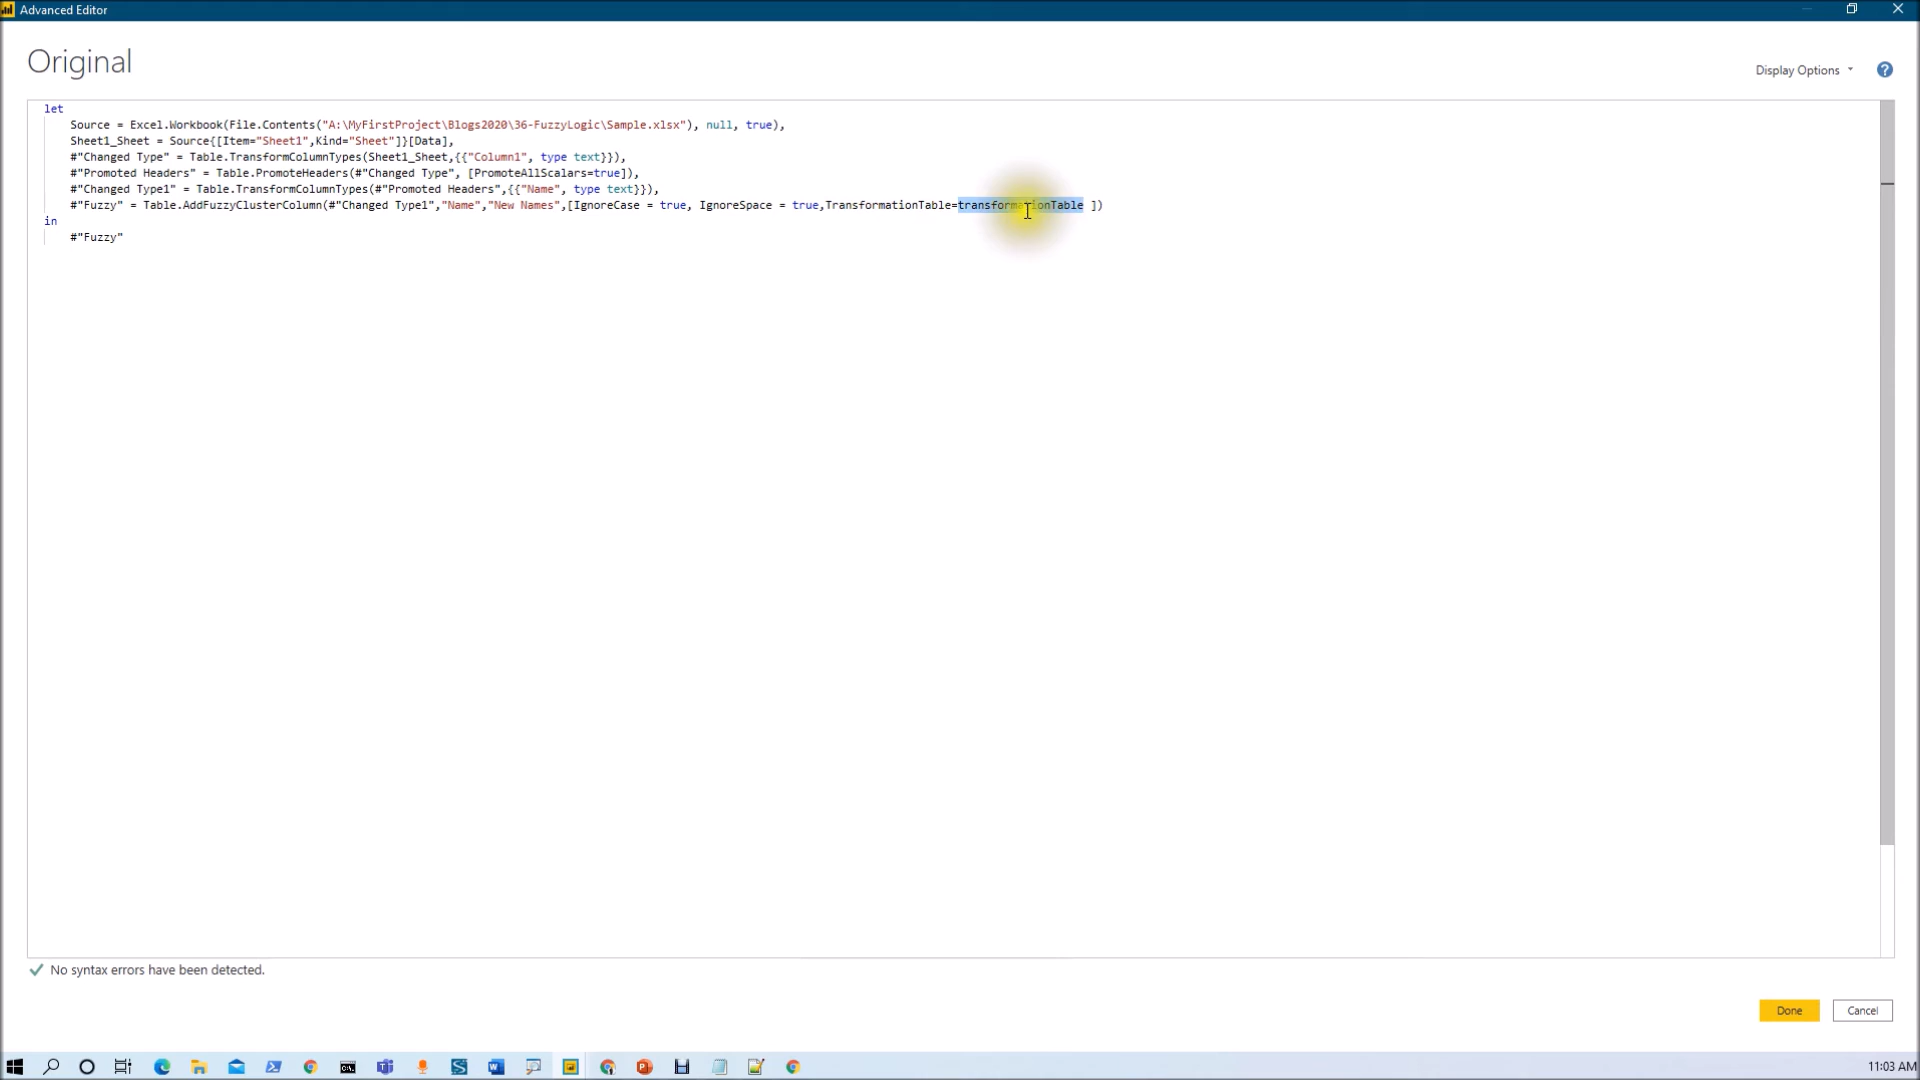 Advanced Editor
Original
Display Options
?
let
Source = Excel.Workbook(File.Contents("A:\MyFirstProject\Blogs2020\36-FuzzyLogic\Sample.xlsx"), null, true),
Sheet1_Sheet = Source{[Item="Sheet1",Kind="Sheet"]}[Data],
#"Changed Type" = Table.TransformColumnTypes(Sheet1_Sheet,{{"Column1", type text}}),
#"Promoted Headers" = Table.PromoteHeaders(#"Changed Type", [PromoteAllScalars=true]),
#"Changed Type1" = Table.TransformColumnTypes(#"Promoted Headers",{{"Name", type text}}),
#"Fuzzy" = Table.AddFuzzyClusterColumn(#"Changed Type1","Name","New Names",[IgnoreCase = true, IgnoreSpace = true,TransformationTable=transformationTable ])
in
#"Fuzzy"
No syntax errors have been detected.
Done
Cancel
11:03 AM